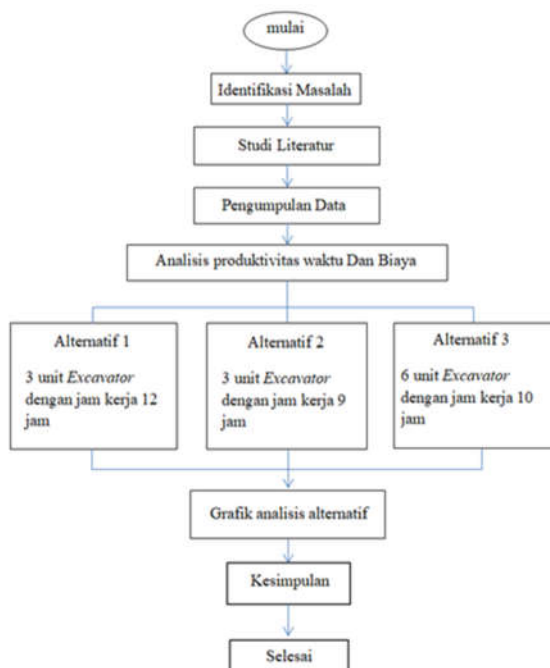 mulai
Identifikasi Masalah
Studi Literatur
Pengumpulan Data
Analisis produktivitas waktu Dan Biaya
Alternatif 1
3 unit Excavator
dengan jam kerja 12
jam
Alternatif 2
3 unit Excavator
dengan jam kerja 9
jam
Alternatif 3
6 unit Excavator
dengan jam kerja 10
jam
Grafik analisis alternatif
Kesimpulan
Selesai